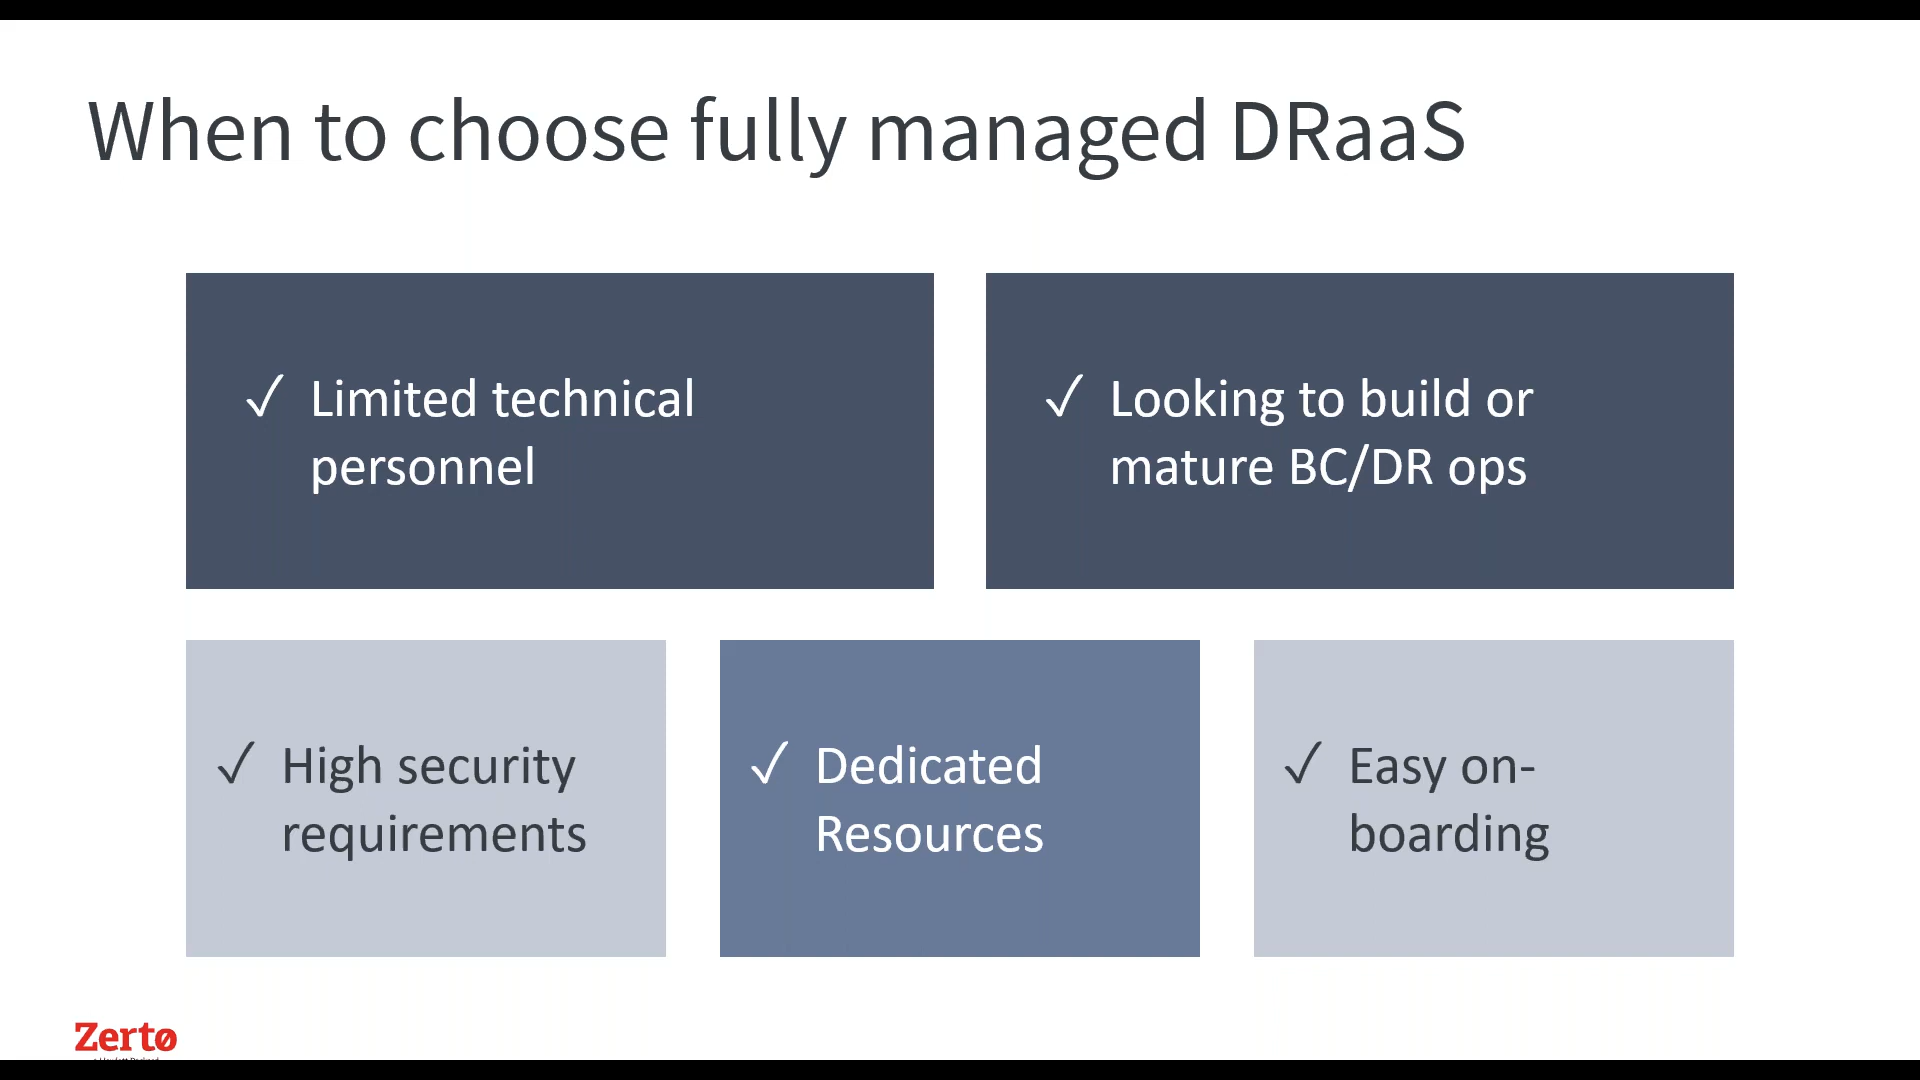 When to choose fully managed DRaaS
✓ Limited technical
personnel
✓ Looking to build or
mature BC/DR ops
✓ High security
requirements
✓ Dedicated
Resources
✓ Easy on-
boarding
Zerto